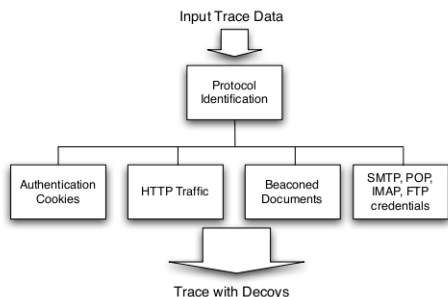 Input Trace Data
Protocol
Identification
Authentication
Cookies
HTTP Traffic
Beaconed
Documents
SMTP, POP,
IMAP, FTP
credentials
Trace with Decoys